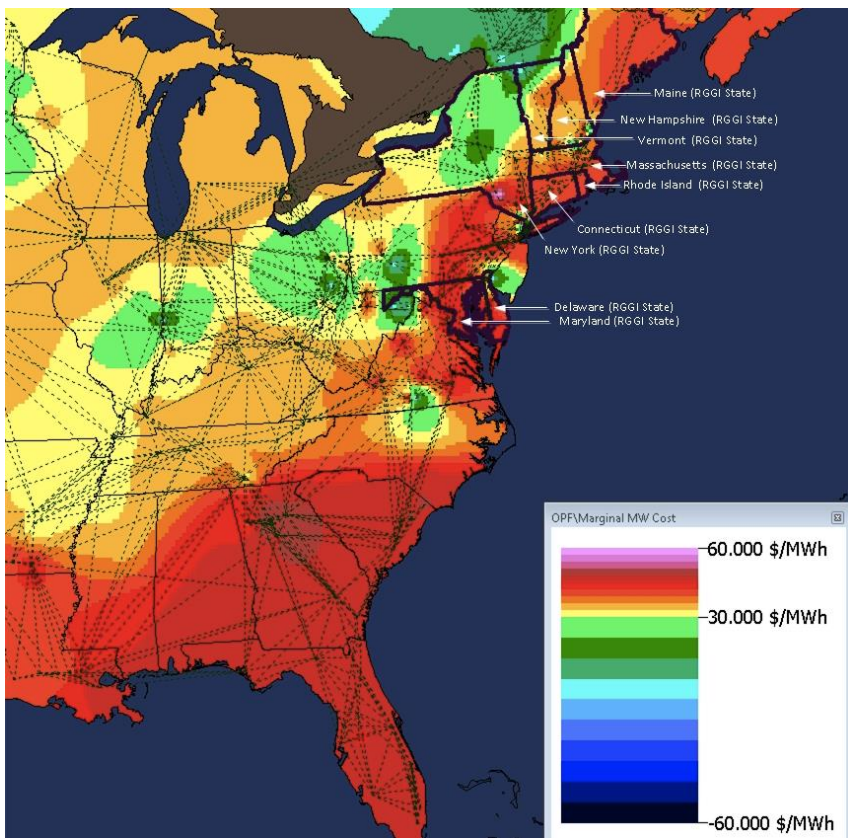 Maine (RGGI State)
New Hampshire (RGGI State)
Vermont (RGGI State)
Massachusetts (RGGI State)
Rhode Island (RGGI State)
Connecticut (RGGI State)
New York (RGGI State)
Delaware (RGGI State)
Maryland (RGGI State)
OPF\Marginal MW Cost
60.000 $/MWh
30.000 $/MWh
-60.000 $/MWh